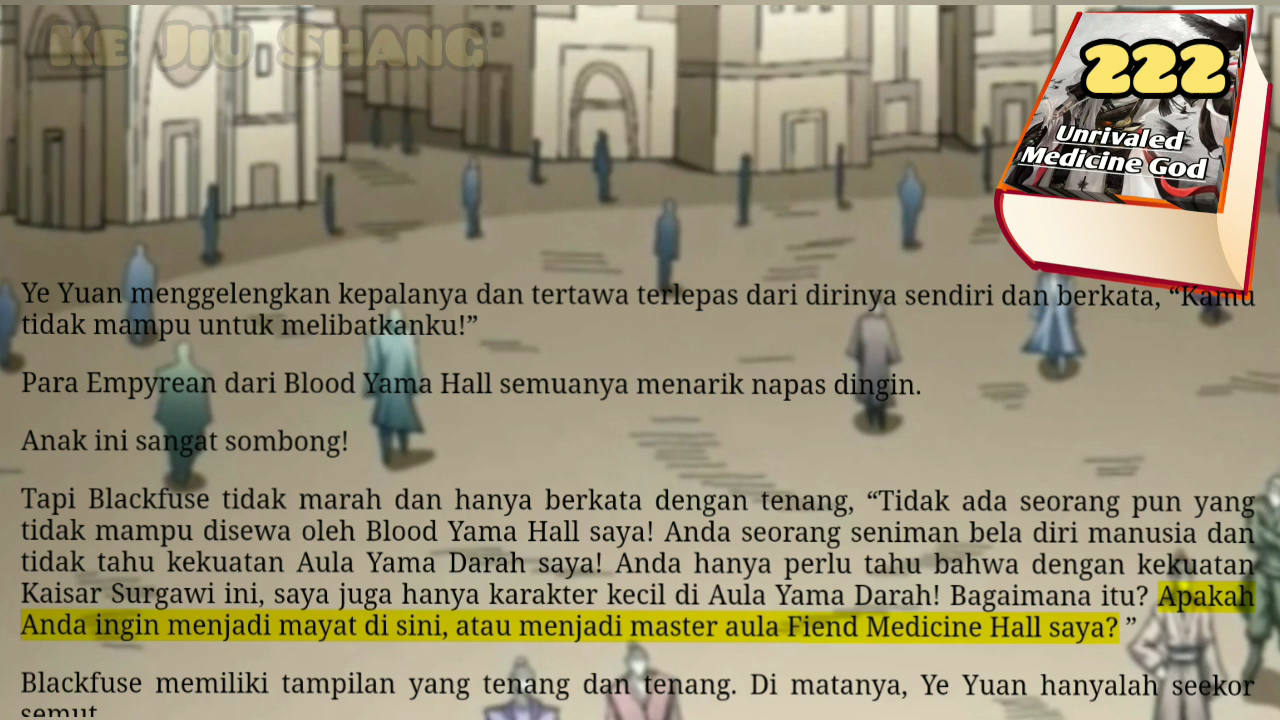 Ke Jiu Shang
222
Unrivaled
Medicine God
Ye Yuan menggelengkan kepalanya dan tertawa terlepas dari dirinya sendiri dan berkata, “Kamu
tidak mampu untuk melibatkanku!”
Para Empyrean dari Blood Yama Hall semuanya menarik napas dingin.
Anak ini sangat sombong!
Tapi Blackfuse tidak marah dan hanya berkata dengan tenang, “Tidak ada seorang pun yang
tidak mampu disewa oleh Blood Yama Hall saya! Anda seorang seniman bela diri manusia dan
tidak tahu kekuatan Aula Yama Darah saya! Anda hanya perlu tahu bahwa dengan kekuatan
Kaisar Surgawi ini, saya juga hanya karakter kecil di Aula Yama Darah! Bagaimana itu? Apakah
Anda ingin menjadi mayat di sini, atau menjadi master aula Fiend Medicine Hall saya? ”
Blackfuse memiliki tampilan yang tenang dan tenang. Di matanya, Ye Yuan hanyalah seekor
semut